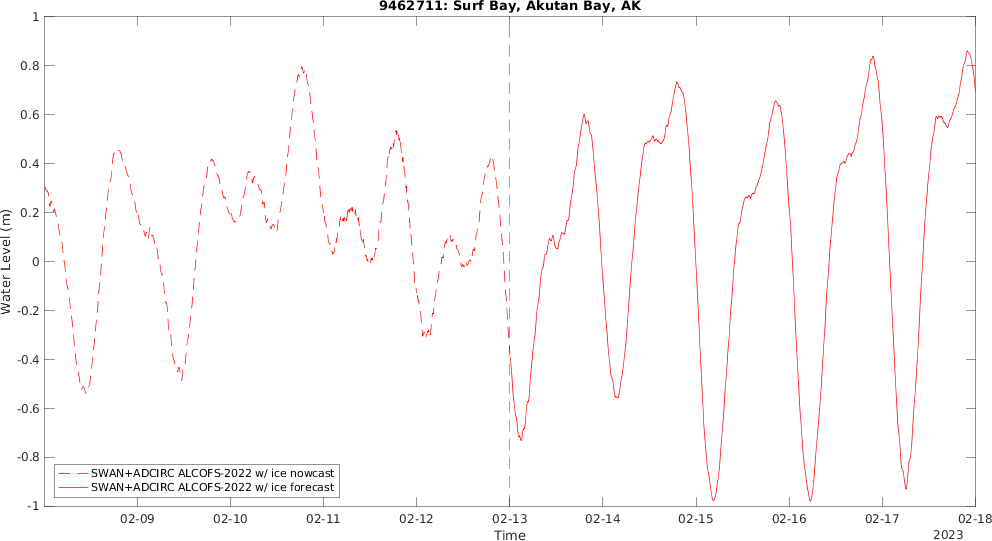 9462711: Surf Bay, Akutan Bay, AK
Water Level (m)
1
0.8
0.6
0.4
0.2
0
-0.2
-0.4
-0.6
-0.8
-1
SWAN+ADCIRC ALCOFS-2022 w/ ice nowcast
SWAN+ADCIRC ALCOFS-2022 w/ ice forecast
02-09 02-10 02-11 02-12 02-13 02-14 02-15 02-16 02-17 02-18
Time
2023